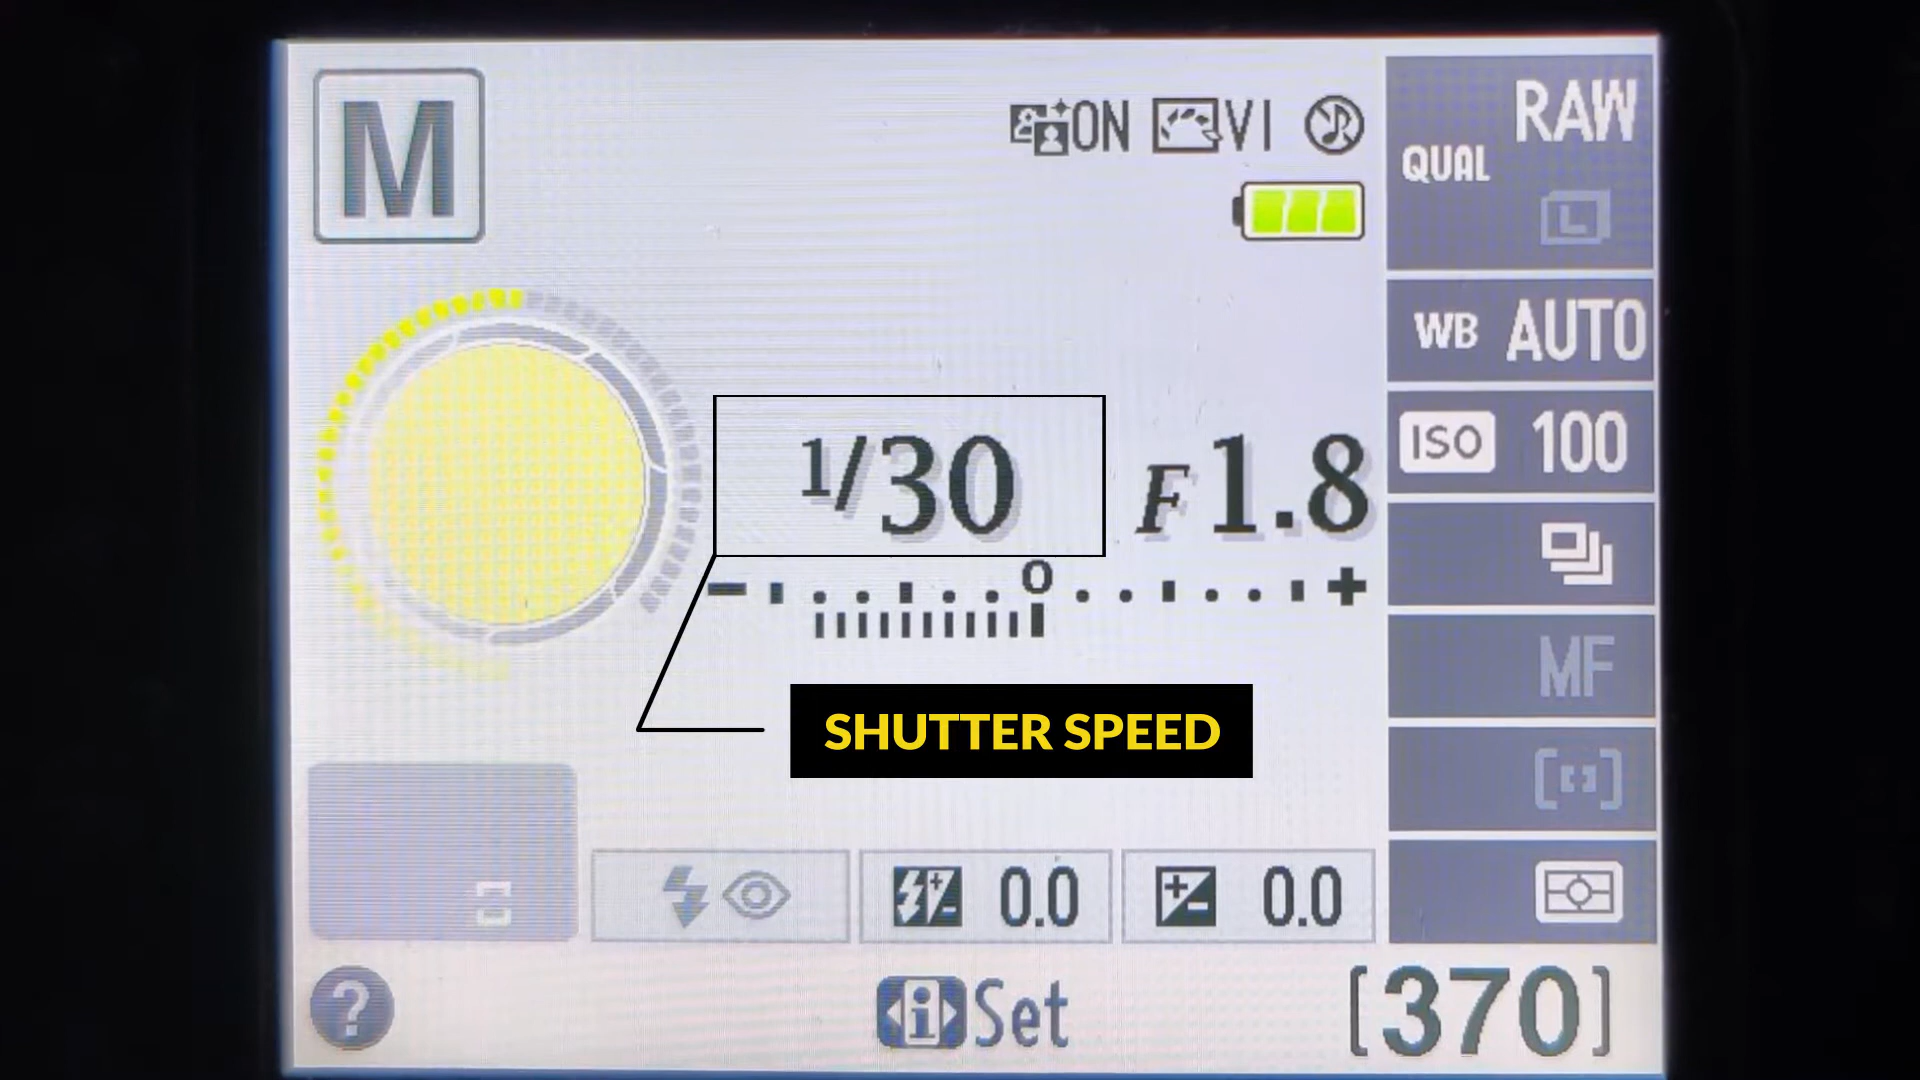 M
ON VI
RAW
QUAL
L
WB AUTO
1/30 F1.8
ISO 100
- 0 +
MF
SHUTTER SPEED
0.0 0.0
? i Set [370]